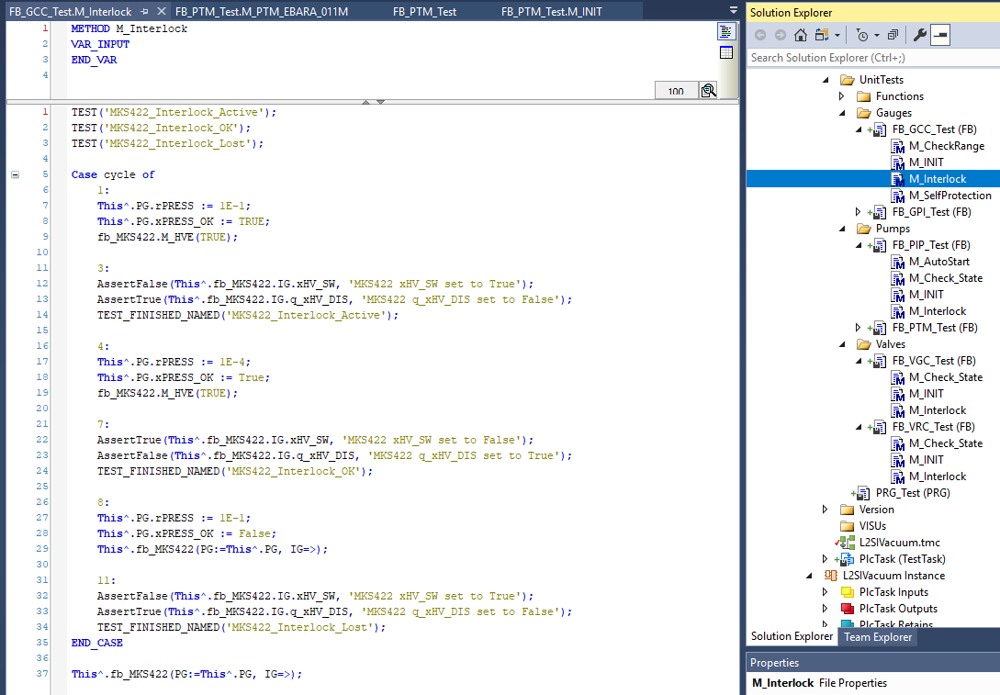 FB_GCC_Test.M_Interlock FB_PTM_Test.M_PTM_EBARA_011M FB_PTM_Test FB_PTM_Test.M_INIT
1 METHOD M_Interlock
2 VAR_INPUT
3 END_VAR
4
100
1 TEST('MKS422_Interlock_Active');
2 TEST('MKS422_Interlock_OK');
3 TEST('MKS422_Interlock_Lost');
4
5 Case cycle of
6 1:
7 This^.PG.rPRESS := 1E-1;
8 This^.PG.xPRESS_OK := TRUE;
9 fb_MKS422.M_HVE(TRUE);
10
11 3:
12 AssertFalse(This^.fb_MKS422.IG.xHV_SW, 'MKS422 xHV_SW set to True');
13 AssertTrue(This^.fb_MKS422.IG.q_xHV_DIS, 'MKS422 q_xHV_DIS set to False');
14 TEST_FINISHED_NAMED('MKS422_Interlock_Active');
15
16 4:
17 This^.PG.rPRESS := 1E-4;
18 This^.PG.xPRESS_OK := True;
19 fb_MKS422.M_HVE(TRUE);
20
21 7:
22 AssertTrue(This^.fb_MKS422.IG.xHV_SW, 'MKS422 xHV_SW set to False');
23 AssertFalse(This^.fb_MKS422.IG.q_xHV_DIS, 'MKS422 q_xHV_DIS set to True');
24 TEST_FINISHED_NAMED('MKS422_Interlock_OK');
25
26 8:
27 This^.PG.rPRESS := 1E-1;
28 This^.PG.xPRESS_OK := False;
29 This^.fb_MKS422(PG:=This^.PG, IG=>);
30
31 11:
32 AssertFalse(This^.fb_MKS422.IG.xHV_SW, 'MKS422 xHV_SW set to True');
33 AssertTrue(This^.fb_MKS422.IG.q_xHV_DIS, 'MKS422 q_xHV_DIS set to False');
34 TEST_FINISHED_NAMED('MKS422_Interlock_Lost');
35 END_CASE
36
37 This^.fb_MKS422(PG:=This^.PG, IG=>);
Solution Explorer
Search Solution Explorer (Ctrl+;)
UnitTests
Functions
Gauges
FB_GCC_Test (FB)
M_CheckRange
M_INIT
M_Interlock
M_SelfProtection
FB_GPI_Test (FB)
Pumps
FB_PIP_Test (FB)
M_AutoStart
M_Check_State
M_INIT
M_Interlock
FB_PTM_Test (FB)
Valves
FB_VGC_Test (FB)
M_Check_State
M_INIT
M_Interlock
FB_VRC_Test (FB)
M_Check_State
M_INIT
M_Interlock
PRG_Test (PRG)
Version
VISUs
L2SIVacuum.tmc
PlcTask (TestTask)
L2SIVacuum Instance
PlcTask Inputs
PlcTask Outputs
PlcTask Retains
Solution Explorer Team Explorer
Properties
M_Interlock File Properties